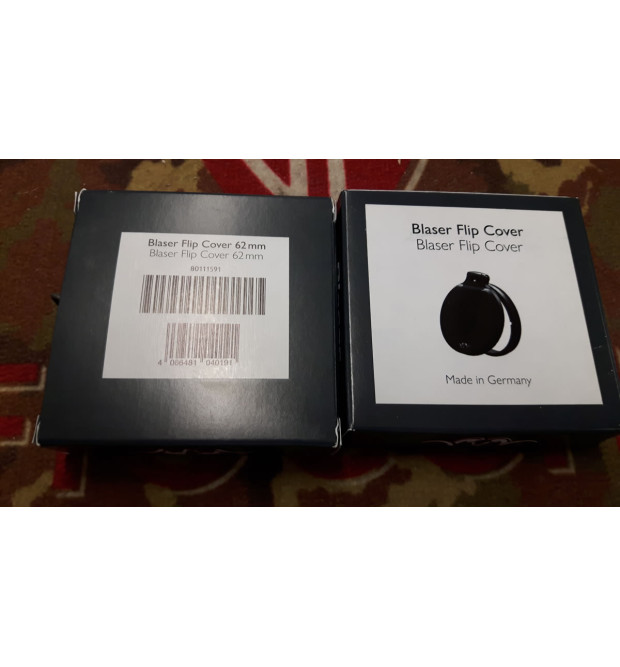 Blaser Flip Cover 62mm
Blaser Flip Cover 62mm
80111591
4 006481 040101
Blaser Flip Cover
Blaser Flip Cover
Made in Germany